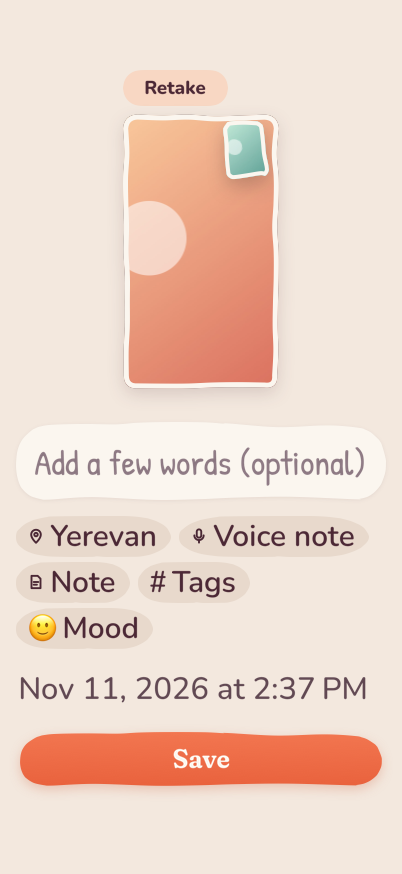 Retake
Add a few words (optional)
Yerevan
Voice note
Note
# Tags
🙂 Mood
Nov 11, 2026 at 2:37 PM
Save